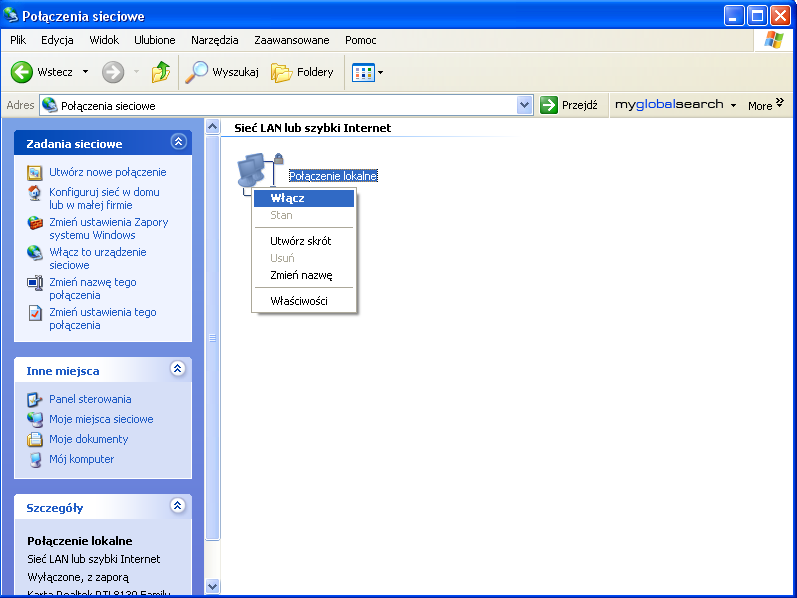 Połączenia sieciowe
Plik Edycja Widok Ulubione Narzędzia Zaawansowane Pomoc
Wstecz Wyszukaj Foldery
Adres Połączenia sieciowe Przejdź myglobalsearch More
Zadania sieciowe
Utwórz nowe połączenie
Konfiguruj sieć w domu
lub w małej firmie
Zmień ustawienia Zapory
systemu Windows
Włącz to urządzenie
sieciowe
Zmień nazwę tego
połączenia
Zmień ustawienia tego
połączenia
Inne miejsca
Panel sterowania
Moje miejsca sieciowe
Moje dokumenty
Mój komputer
Szczegóły
Połączenie lokalne
Sieć LAN lub szybki Internet
Wyłączone, z zaporą
Karta Realtek RTL8139 Family
Sieć LAN lub szybki Internet
Połączenie lokalne
Włącz
Stan
Utwórz skrót
Usuń
Zmień nazwę
Właściwości